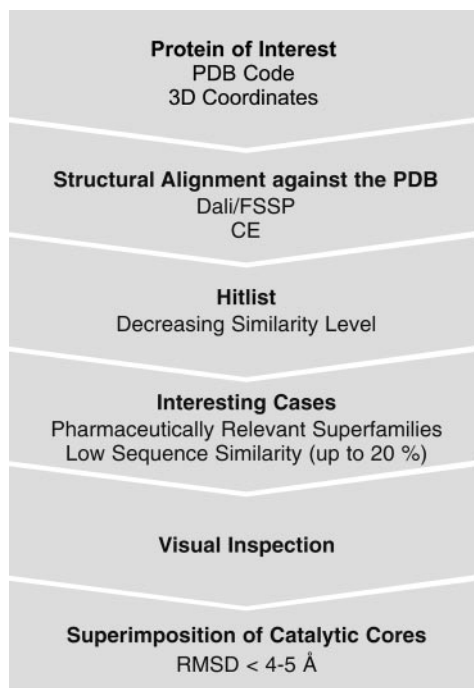 Protein of Interest
PDB Code
3D Coordinates
Structural Alignment against the PDB
Dali/FSSP
CE
Hitlist
Decreasing Similarity Level
Interesting Cases
Pharmaceutically Relevant Superfamilies
Low Sequence Similarity (up to 20 %)
Visual Inspection
Superimposition of Catalytic Cores
RMSD < 4-5 Å